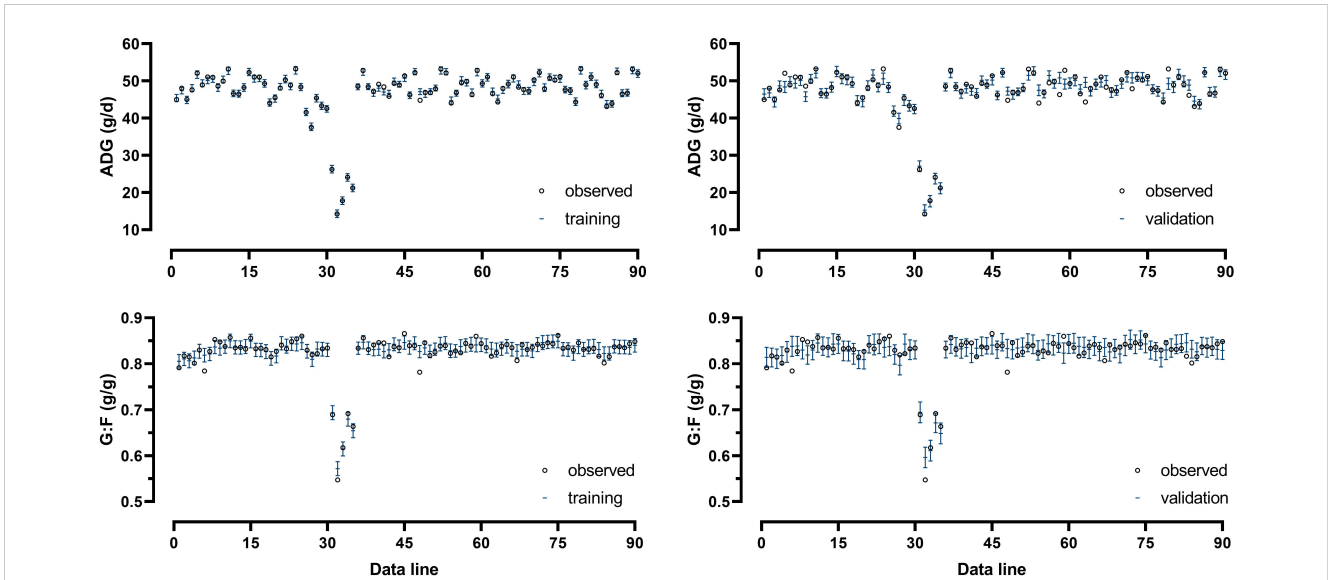 60
50
40
30
20
10
ADG (g/d)
observed
training
0 15 30 45 60 75 90
60
50
40
30
20
10
ADG (g/d)
observed
validation
0 15 30 45 60 75 90
0.9
0.8
0.7
0.6
0.5
G:F (g/g)
observed
training
0 15 30 45 60 75 90
Data line
0.9
0.8
0.7
0.6
0.5
G:F (g/g)
observed
validation
0 15 30 45 60 75 90
Data line